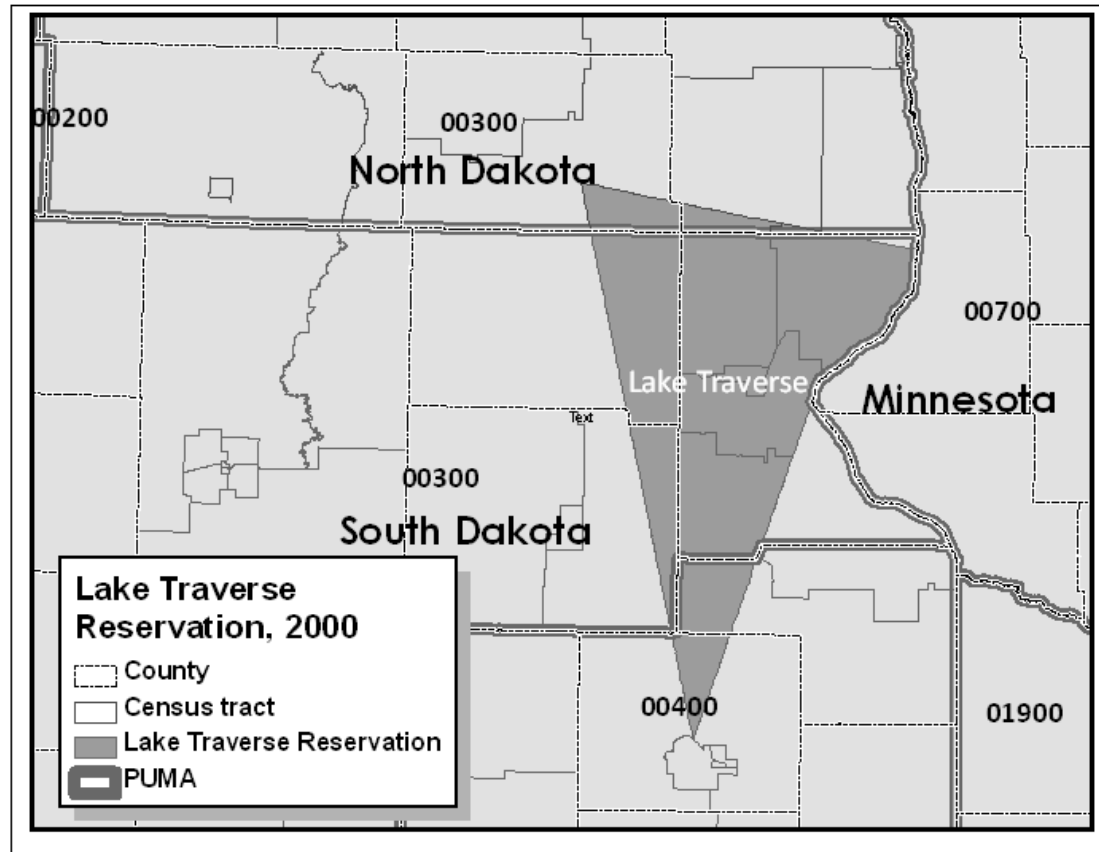 00200
00300
North Dakota
00700
Lake Traverse
Minnesota
Text
00300
South Dakota
00400
01900
Lake Traverse
Reservation, 2000
County
Census tract
Lake Traverse Reservation
PUMA